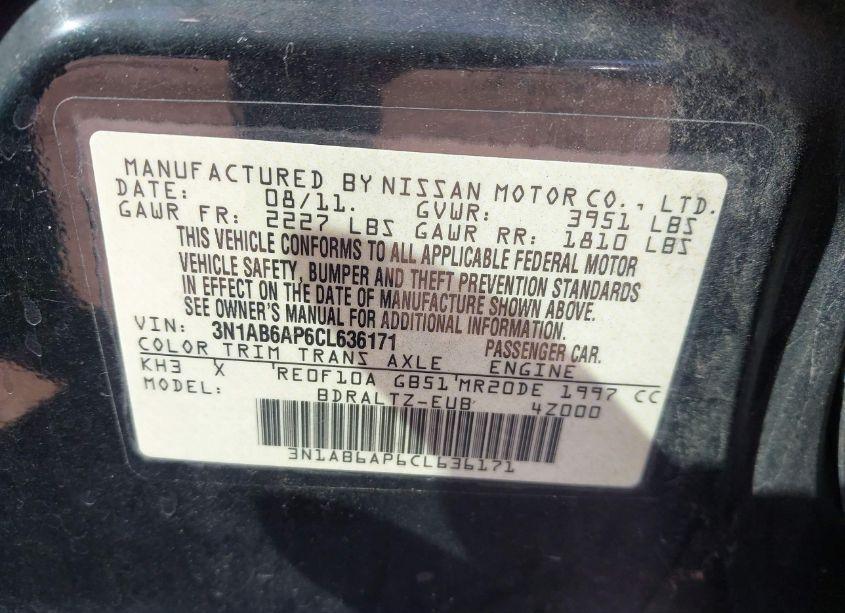 MANUFACTURED BY NISSAN MOTOR CO., LTD.
DATE: 08/11. GVWR: 3951 LBS
GAWR FR: 2227 LBS GAWR RR: 1810 LBS
THIS VEHICLE CONFORMS TO ALL APPLICABLE FEDERAL MOTOR
VEHICLE SAFETY, BUMPER AND THEFT PREVENTION STANDARDS
IN EFFECT ON THE DATE OF MANUFACTURE SHOWN ABOVE.
SEE OWNER'S MANUAL FOR ADDITIONAL INFORMATION.
VIN: 3N1AB6AP6CL636171 PASSENGER CAR.
COLOR TRIM TRANS AXLE ENGINE
KH3 X 'RE0F10A GB51'MR20DE 1997 CC
MODEL: BDRALTZ-EUB 4Z000
3N1AB6AP6CL636171